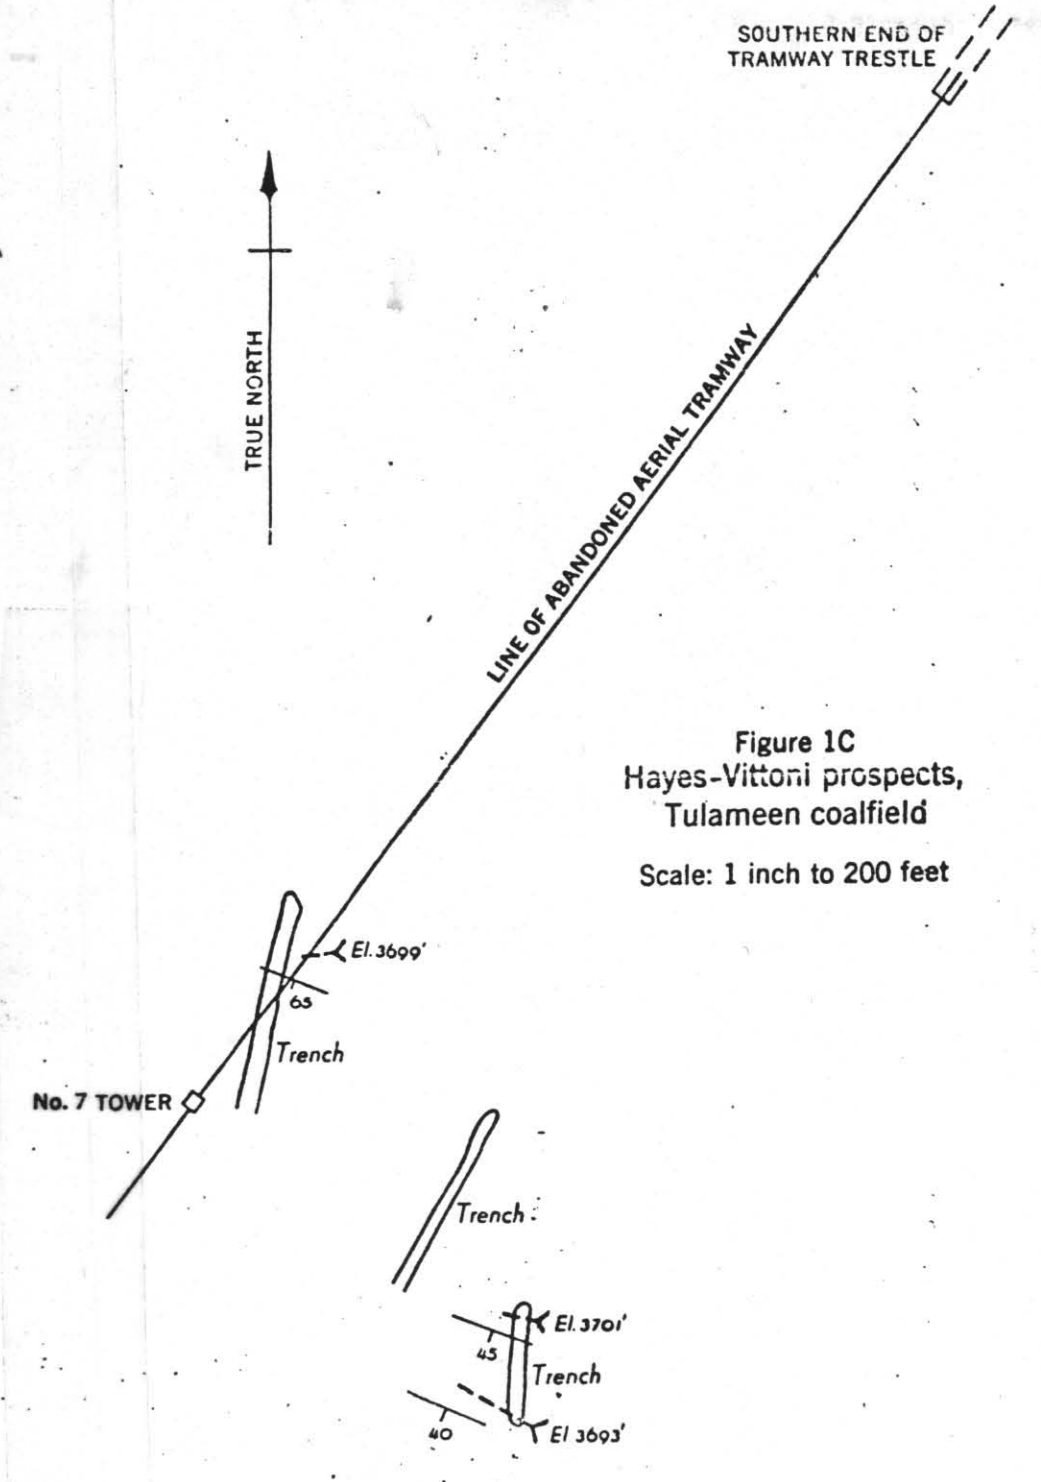 SOUTHERN END OF
TRAMWAY TRESTLE
TRUE NORTH
LINE OF ABANDONED AERIAL TRAMWAY
Figure 1C
Hayes-Vittoni prospects,
Tulameen coalfield
Scale: 1 inch to 200 feet
El. 3699'
65
Trench
No. 7 TOWER
Trench
El. 3701'
45
Trench
40
El 3693'